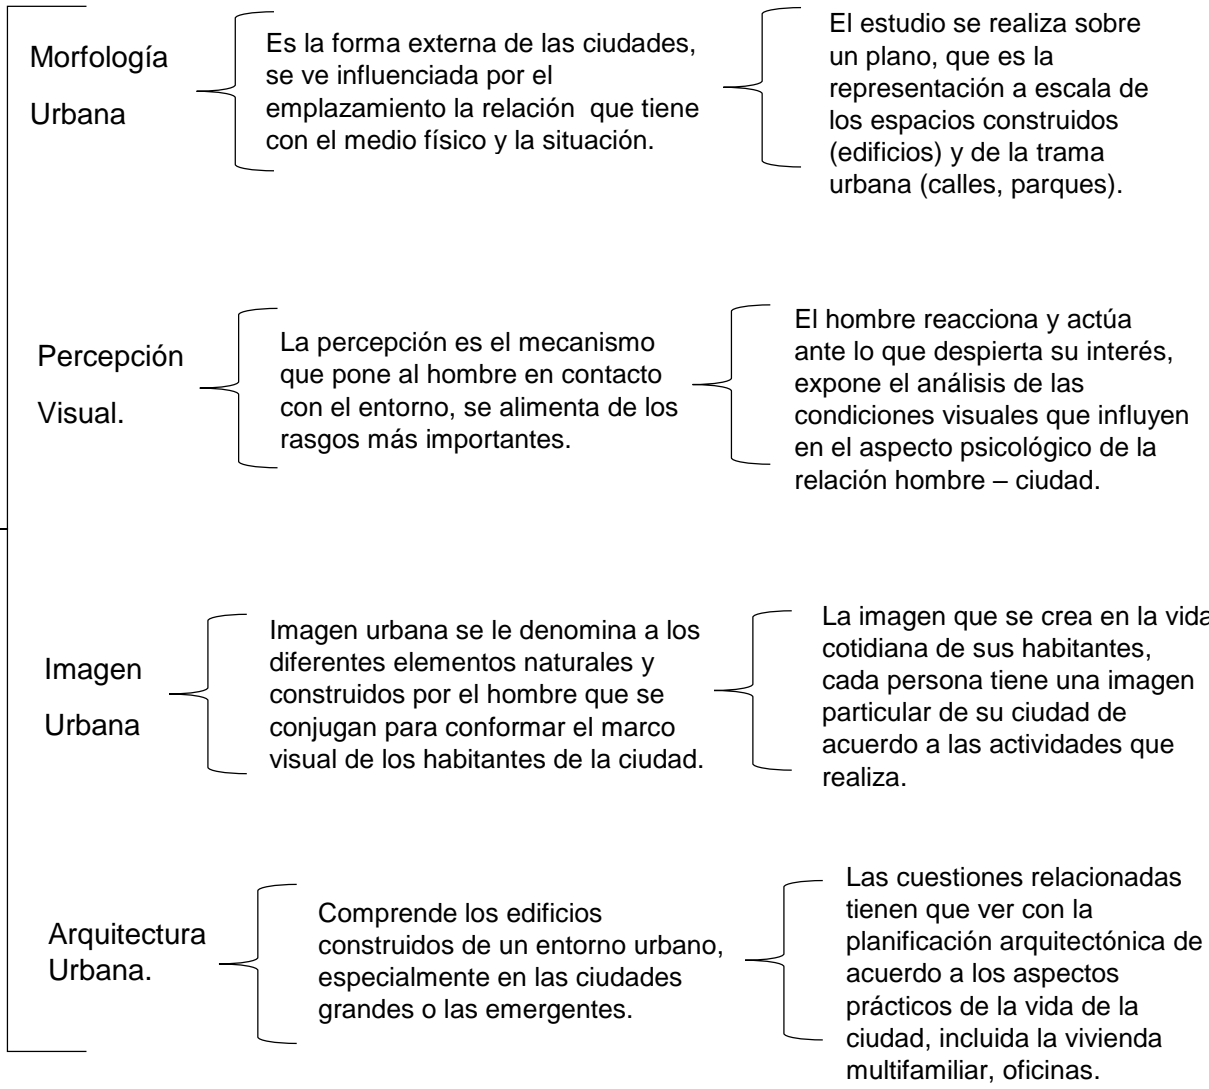 Morfología
Urbana
Es la forma externa de las ciudades,
se ve influenciada por el
emplazamiento la relación  que tiene
con el medio físico y la situación.
El estudio se realiza sobre
un plano, que es la
representación a escala de
los espacios construidos
(edificios) y de la trama
urbana (calles, parques).
Percepción
Visual.
La percepción es el mecanismo
que pone al hombre en contacto
con el entorno, se alimenta de los
rasgos más importantes.
El hombre reacciona y actúa
ante lo que despierta su interés,
expone el análisis de las
condiciones visuales que influyen
en el aspecto psicológico de la
relación hombre – ciudad.
Imagen
Urbana
Imagen urbana se le denomina a los
diferentes elementos naturales y
construidos por el hombre que se
conjugan para conformar el marco
visual de los habitantes de la ciudad.
La imagen que se crea en la vida
cotidiana de sus habitantes,
cada persona tiene una imagen
particular de su ciudad de
acuerdo a las actividades que
realiza.
Arquitectura
Urbana.
Comprende los edificios
construidos de un entorno urbano,
especialmente en las ciudades
grandes o las emergentes.
Las cuestiones relacionadas
tienen que ver con la
planificación arquitectónica de
acuerdo a los aspectos
prácticos de la vida de la
ciudad, incluida la vivienda
multifamiliar, oficinas.